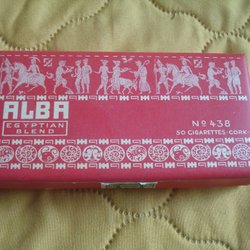 ALBA
EGYPTIAN
BLEND
No 438
50 CIGARETTES-CORK